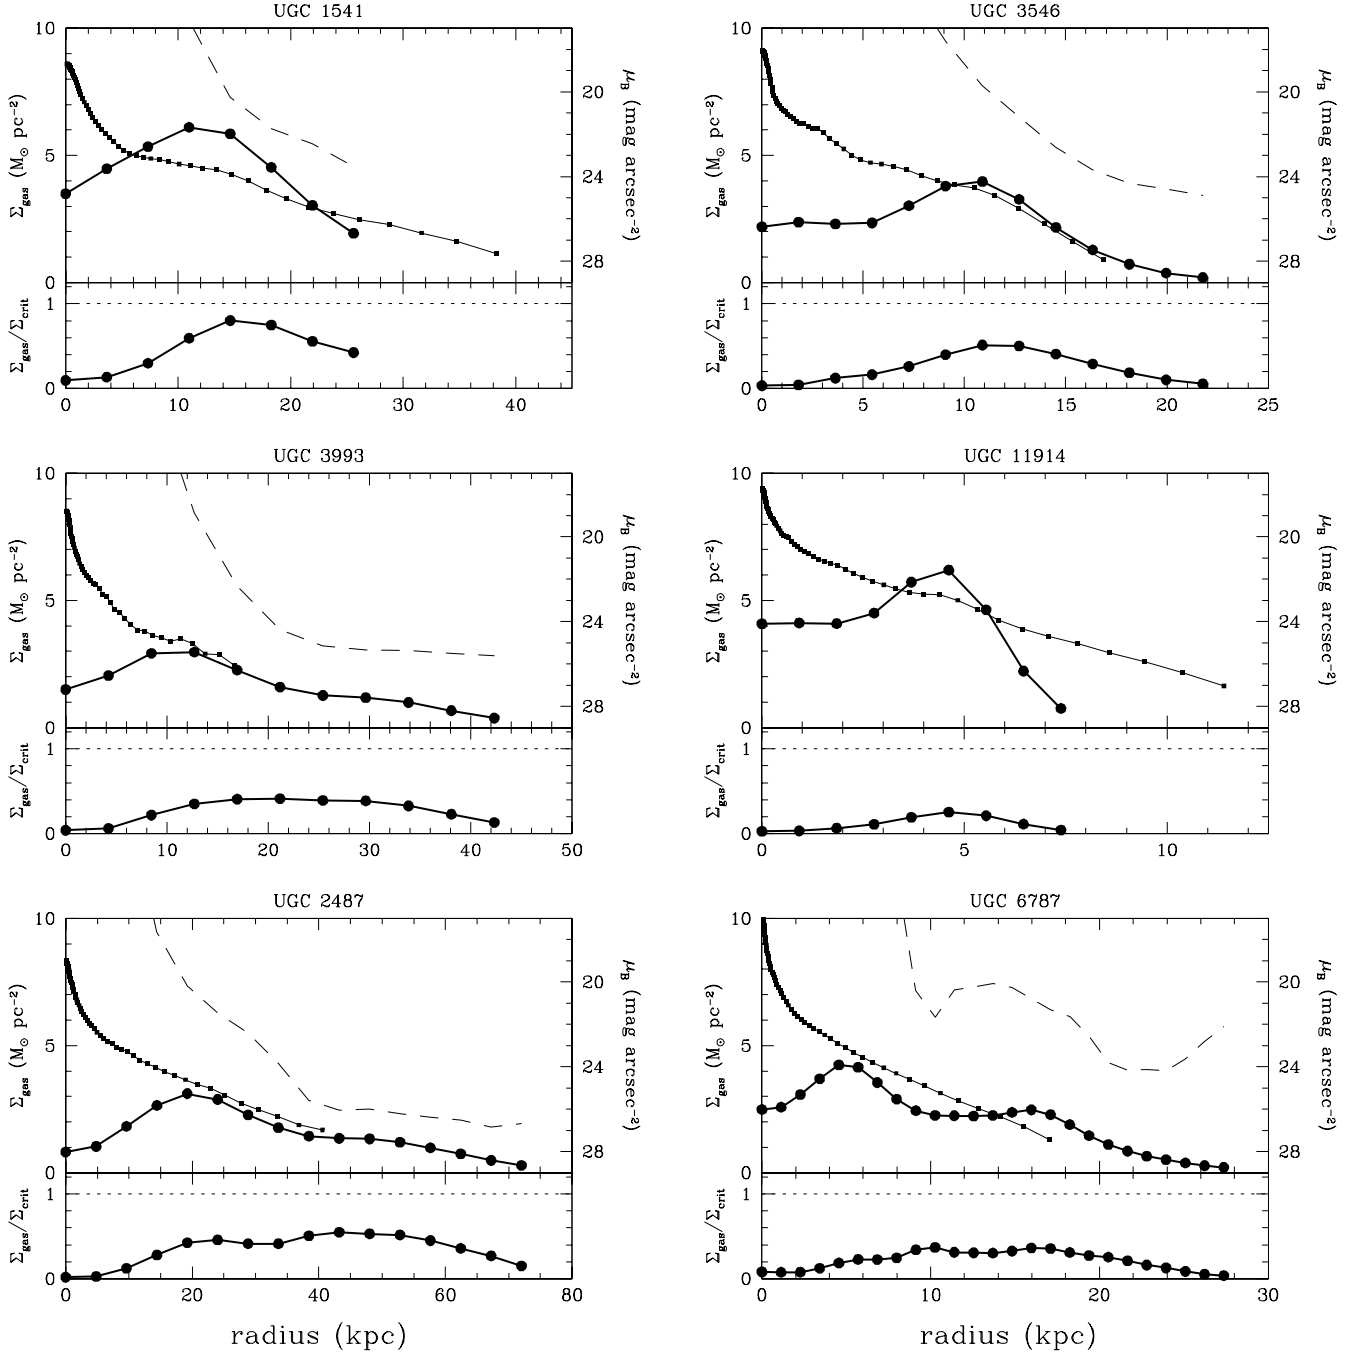 UGC 1541
10
5
0
Σgas (M⊙ pc−2)
20
24
28
μB (mag arcsec−2)
1
0
Σgas/Σcrit
0 10 20 30 40
UGC 3546
10
5
0
Σgas (M⊙ pc−2)
20
24
28
μB (mag arcsec−2)
1
0
Σgas/Σcrit
0 5 10 15 20 25
UGC 3993
10
5
0
Σgas (M⊙ pc−2)
20
24
28
μB (mag arcsec−2)
1
0
Σgas/Σcrit
0 10 20 30 40 50
UGC 11914
10
5
0
Σgas (M⊙ pc−2)
20
24
28
μB (mag arcsec−2)
1
0
Σgas/Σcrit
0 5 10
UGC 2487
10
5
0
Σgas (M⊙ pc−2)
20
24
28
μB (mag arcsec−2)
1
0
Σgas/Σcrit
0 20 40 60 80
radius (kpc)
UGC 6787
10
5
0
Σgas (M⊙ pc−2)
20
24
28
μB (mag arcsec−2)
1
0
Σgas/Σcrit
0 10 20 30
radius (kpc)